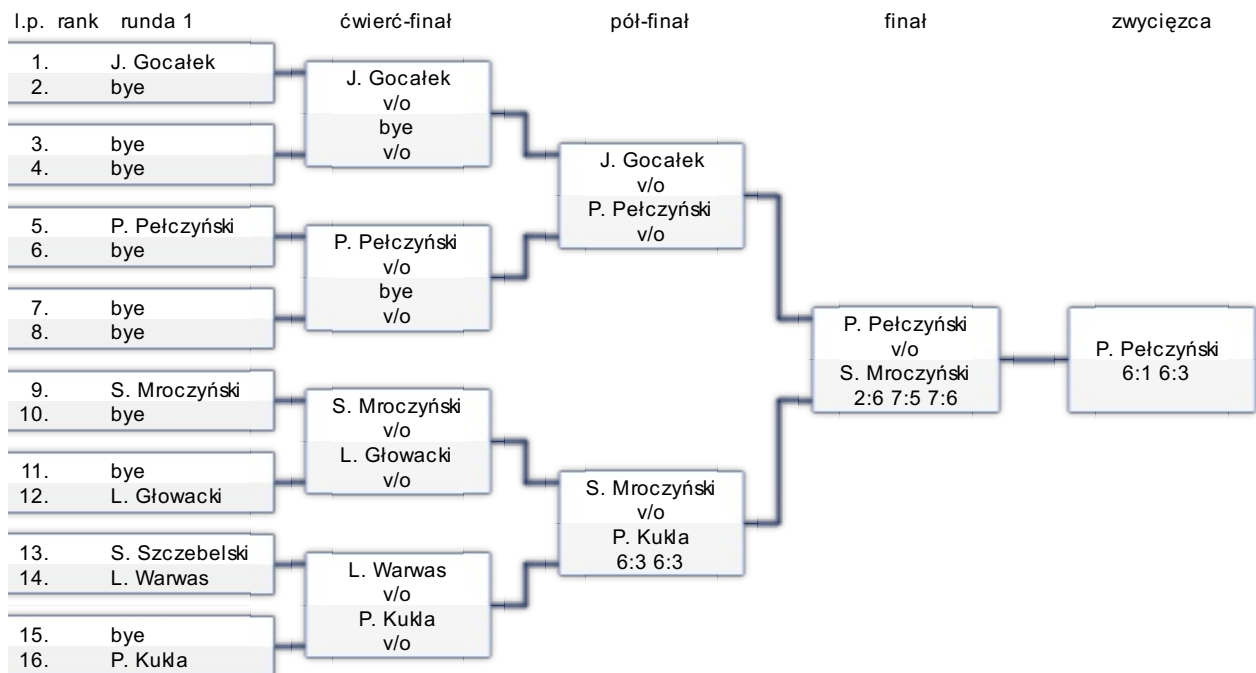 l.p. rank runda 1 ćwierć-finał pół-finał finał zwycięzca
1. J. Gocałek
2. bye
3. bye
4. bye
5. P. Pełczyński
6. bye
7. bye
8. bye
9. S. Mroczyński
10. bye
11. bye
12. L. Głowacki
13. S. Szczebelski
14. L. Warwas
15. bye
16. P. Kukla
J. Gocałek
v/o
bye
v/o
P. Pełczyński
v/o
bye
v/o
S. Mroczyński
v/o
L. Głowacki
v/o
L. Warwas
v/o
P. Kukla
v/o
J. Gocałek
v/o
P. Pełczyński
v/o
S. Mroczyński
v/o
P. Kukla
6:3 6:3
P. Pełczyński
v/o
S. Mroczyński
2:6 7:5 7:6
P. Pełczyński
6:1 6:3